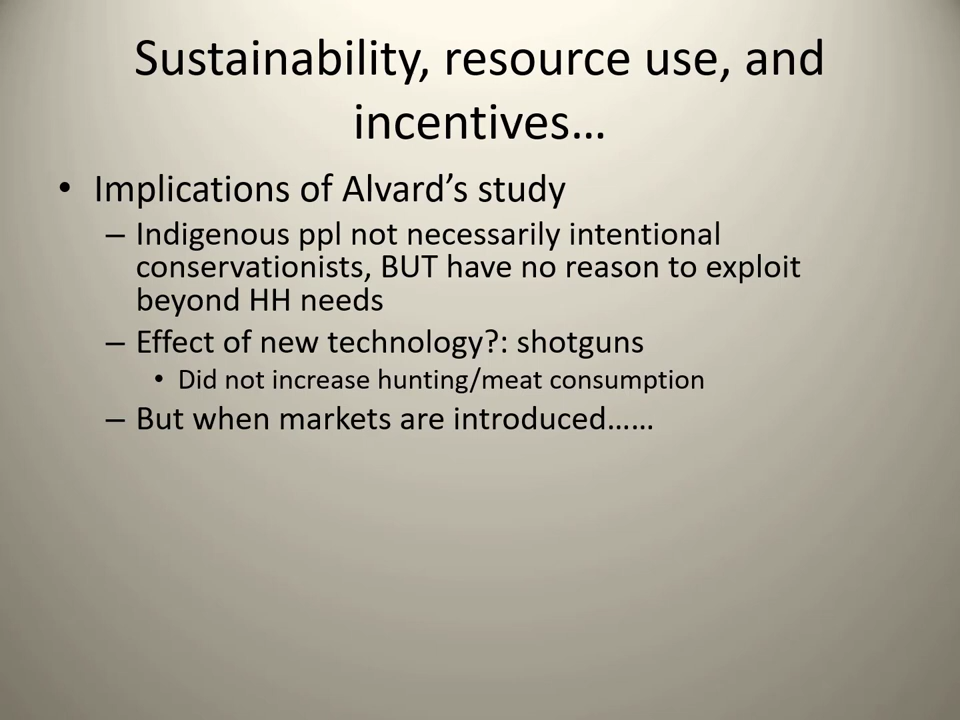 Sustainability, resource use, and
incentives…
• Implications of Alvard’s study
– Indigenous ppl not necessarily intentional
conservationists, BUT have no reason to exploit
beyond HH needs
– Effect of new technology?: shotguns
• Did not increase hunting/meat consumption
– But when markets are introduced……